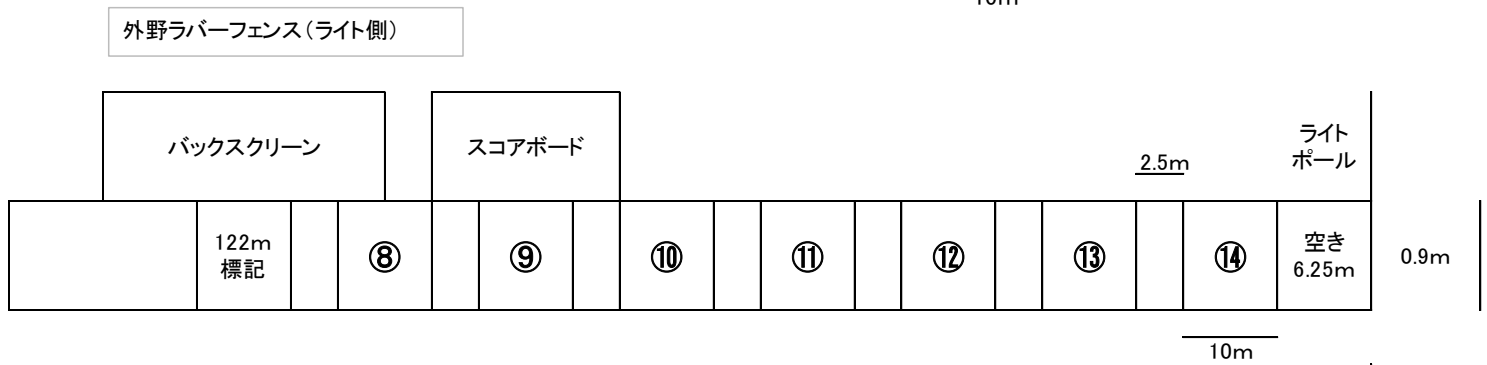 10m
外野ラバーフェンス（ライト側）
バックスクリーン
スコアボード
ライト
ポール
2.5m
122m
標記
⑧
⑨
⑩
⑪
⑫
⑬
⑭
空き
6.25m
0.9m
10m